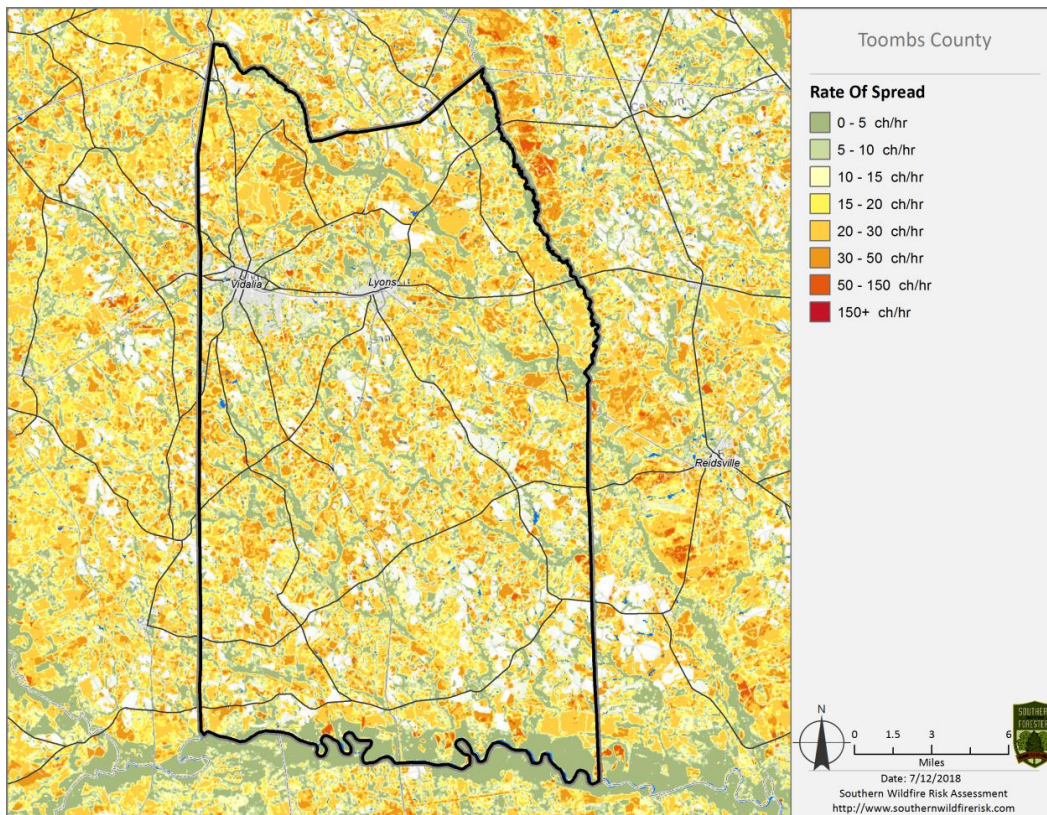 Toombs County
Rate Of Spread
0 - 5 ch/hr
5 - 10 ch/hr
10 - 15 ch/hr
15 - 20 ch/hr
20 - 30 ch/hr
30 - 50 ch/hr
50 - 150 ch/hr
150+ ch/hr
Vidalia
Lyons
Reidsville
N
0 1.5 3 6
Miles
Date: 7/12/2018
Southern Wildfire Risk Assessment
http://www.southernwildfirerisk.com
SOUTHERN